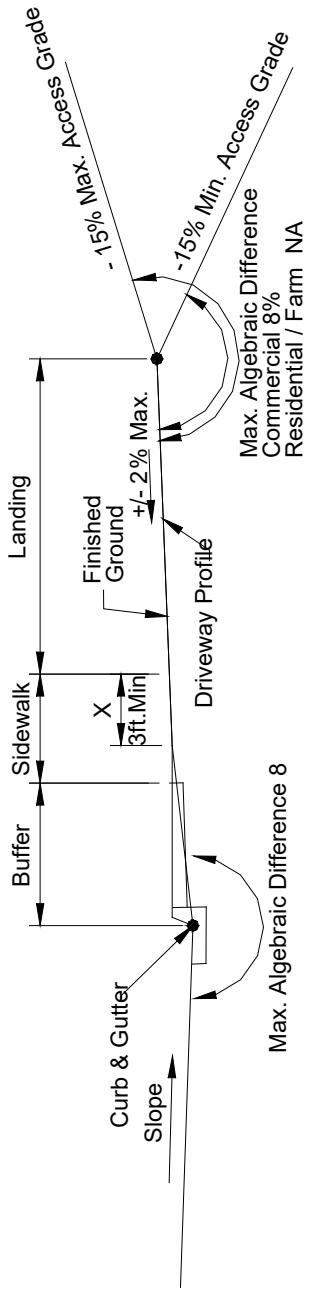 Buffer
Sidewalk
Landing
X
3ft.Min
Finished
Ground
+/- 2% Max.
- 15% Max. Access Grade
-15% Min. Access Grade
Curb & Gutter
Slope
Driveway Profile
Max. Algebraic Difference 8
Max. Algebraic Difference
Commercial 8%
Residential / Farm NA